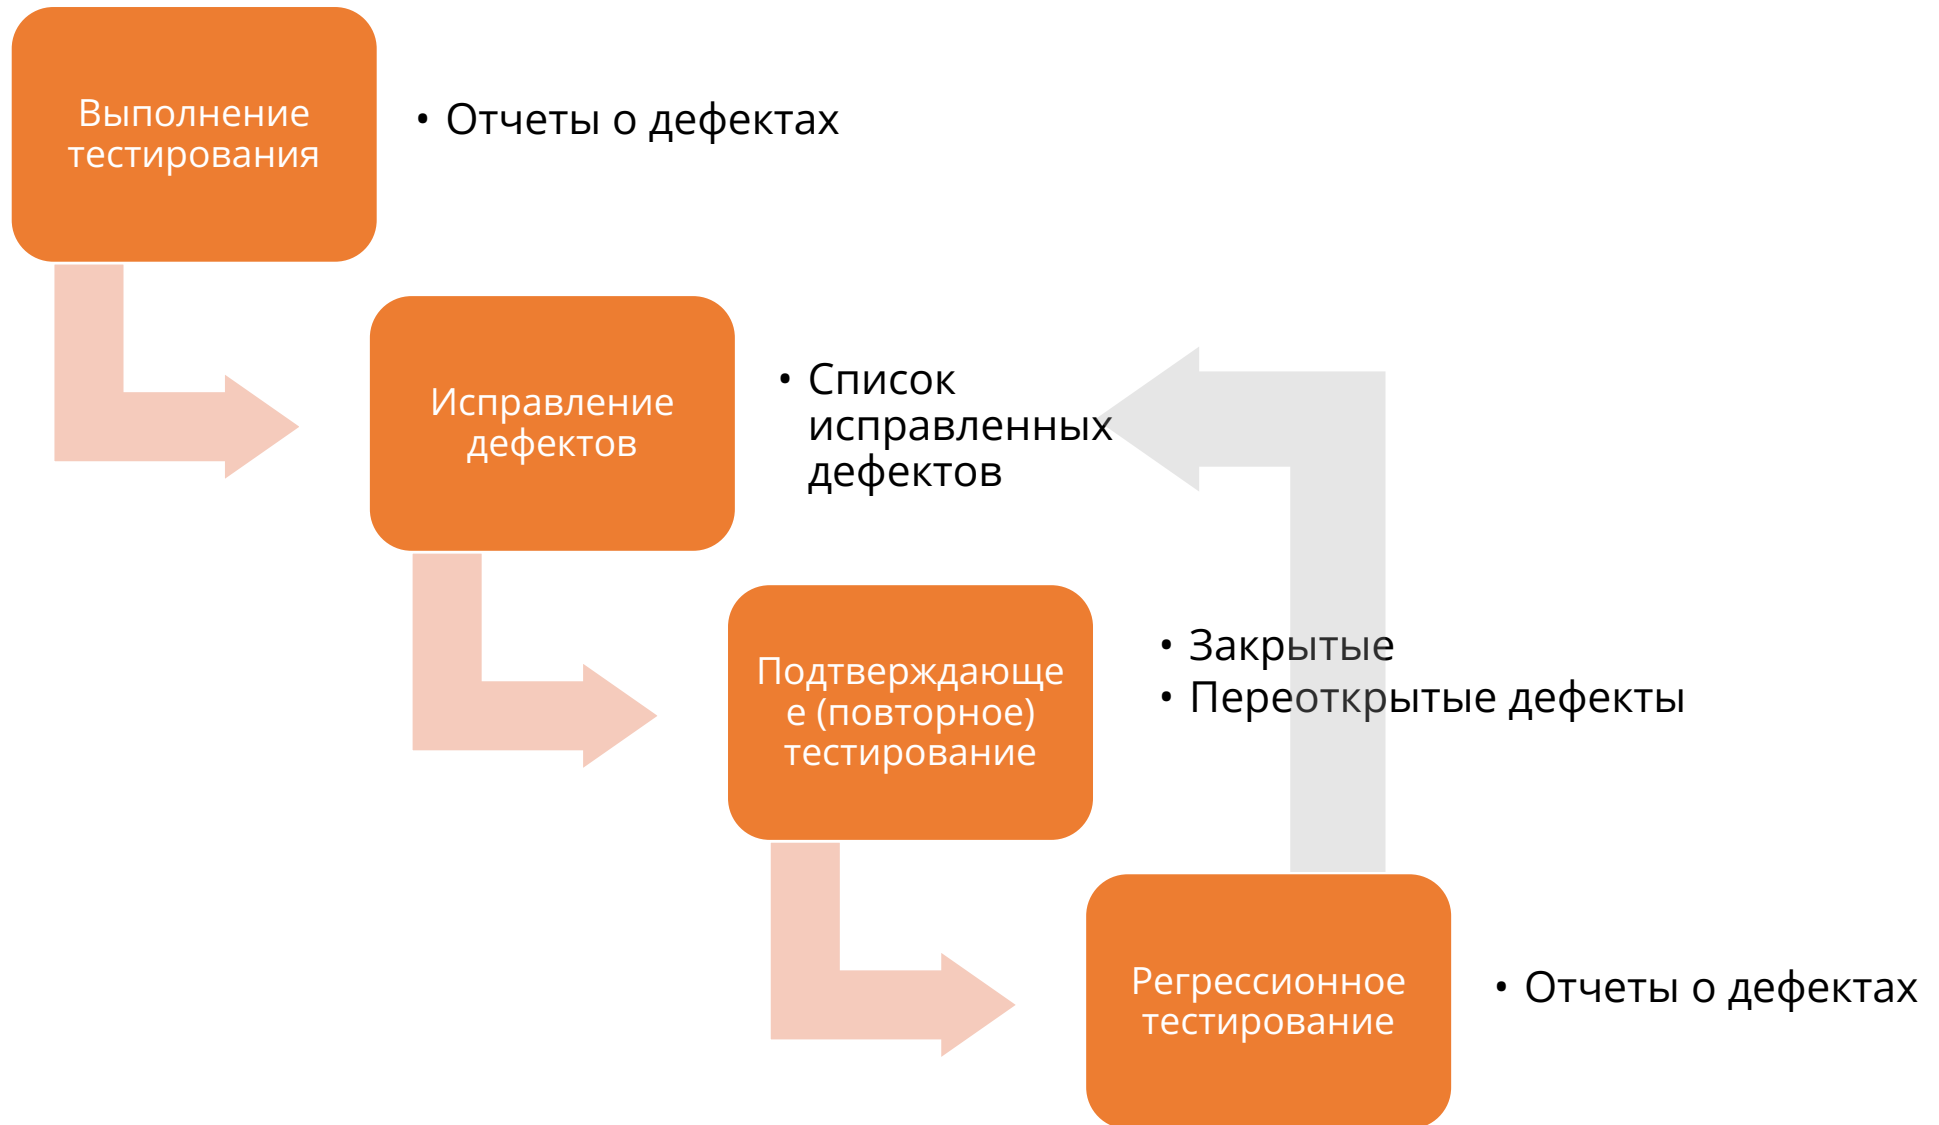 Выполнение
тестирования
• Отчеты о дефектах
Исправление
дефектов
• Список
исправленных
дефектов
Подтверждающе
е (повторное)
тестирование
• Закрытые
• Переоткрытые дефекты
Регрессионное
тестирование
• Отчеты о дефектах